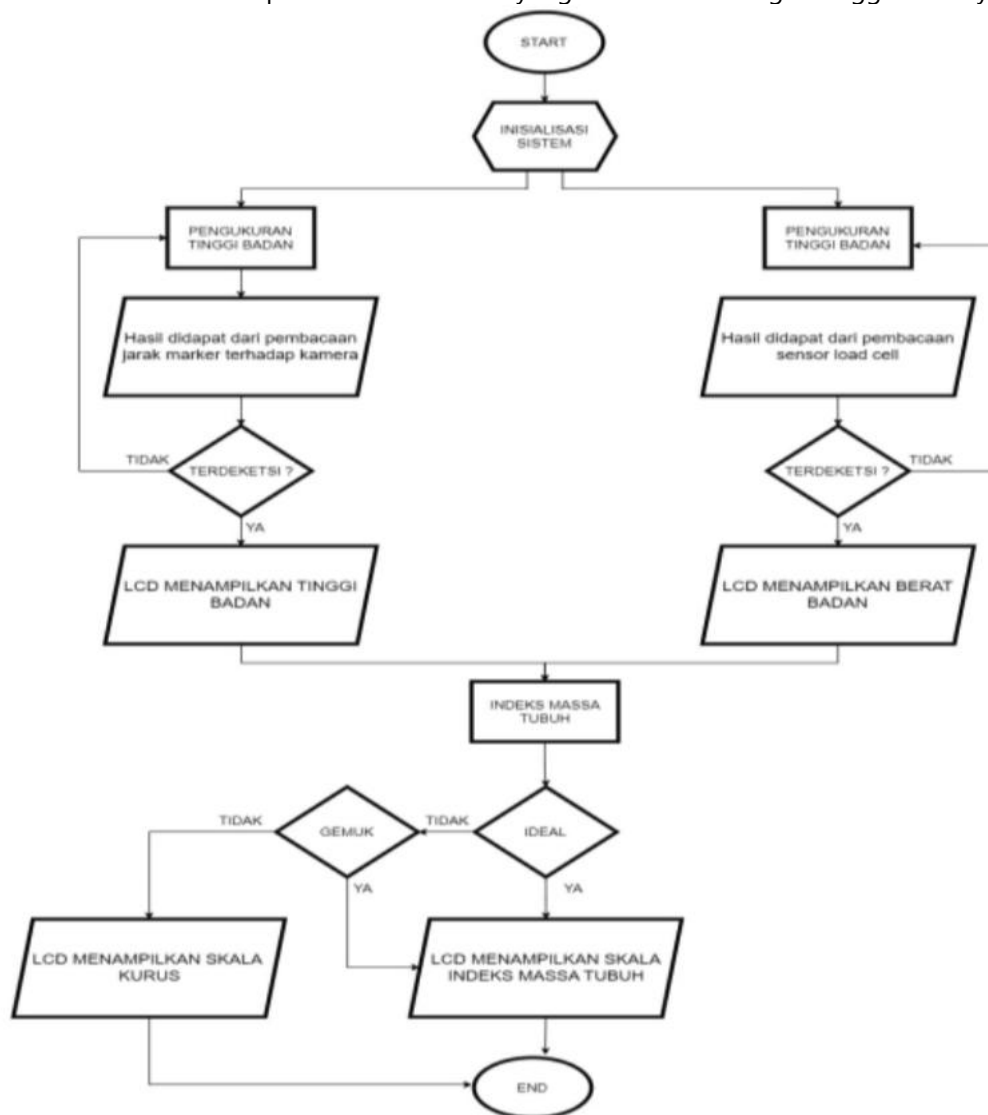 START
INISIALISASI
SISTEM
PENGUKURAN
TINGGI BADAN
PENGUKURAN
TINGGI BADAN
Hasil didapat dari pembacaan
jarak marker terhadap kamera
Hasil didapat dari pembacaan
sensor load cell
TIDAK
TERDEKETSI ?
TERDEKETSI ?
TIDAK
YA
YA
LCD MENAMPILKAN TINGGI
BADAN
LCD MENAMPILKAN BERAT
BADAN
INDEKS MASSA
TUBUH
TIDAK
GEMUK
TIDAK
IDEAL
YA
YA
LCD MENAMPILKAN SKALA
KURUS
LCD MENAMPILKAN SKALA
INDEKS MASSA TUBUH
END